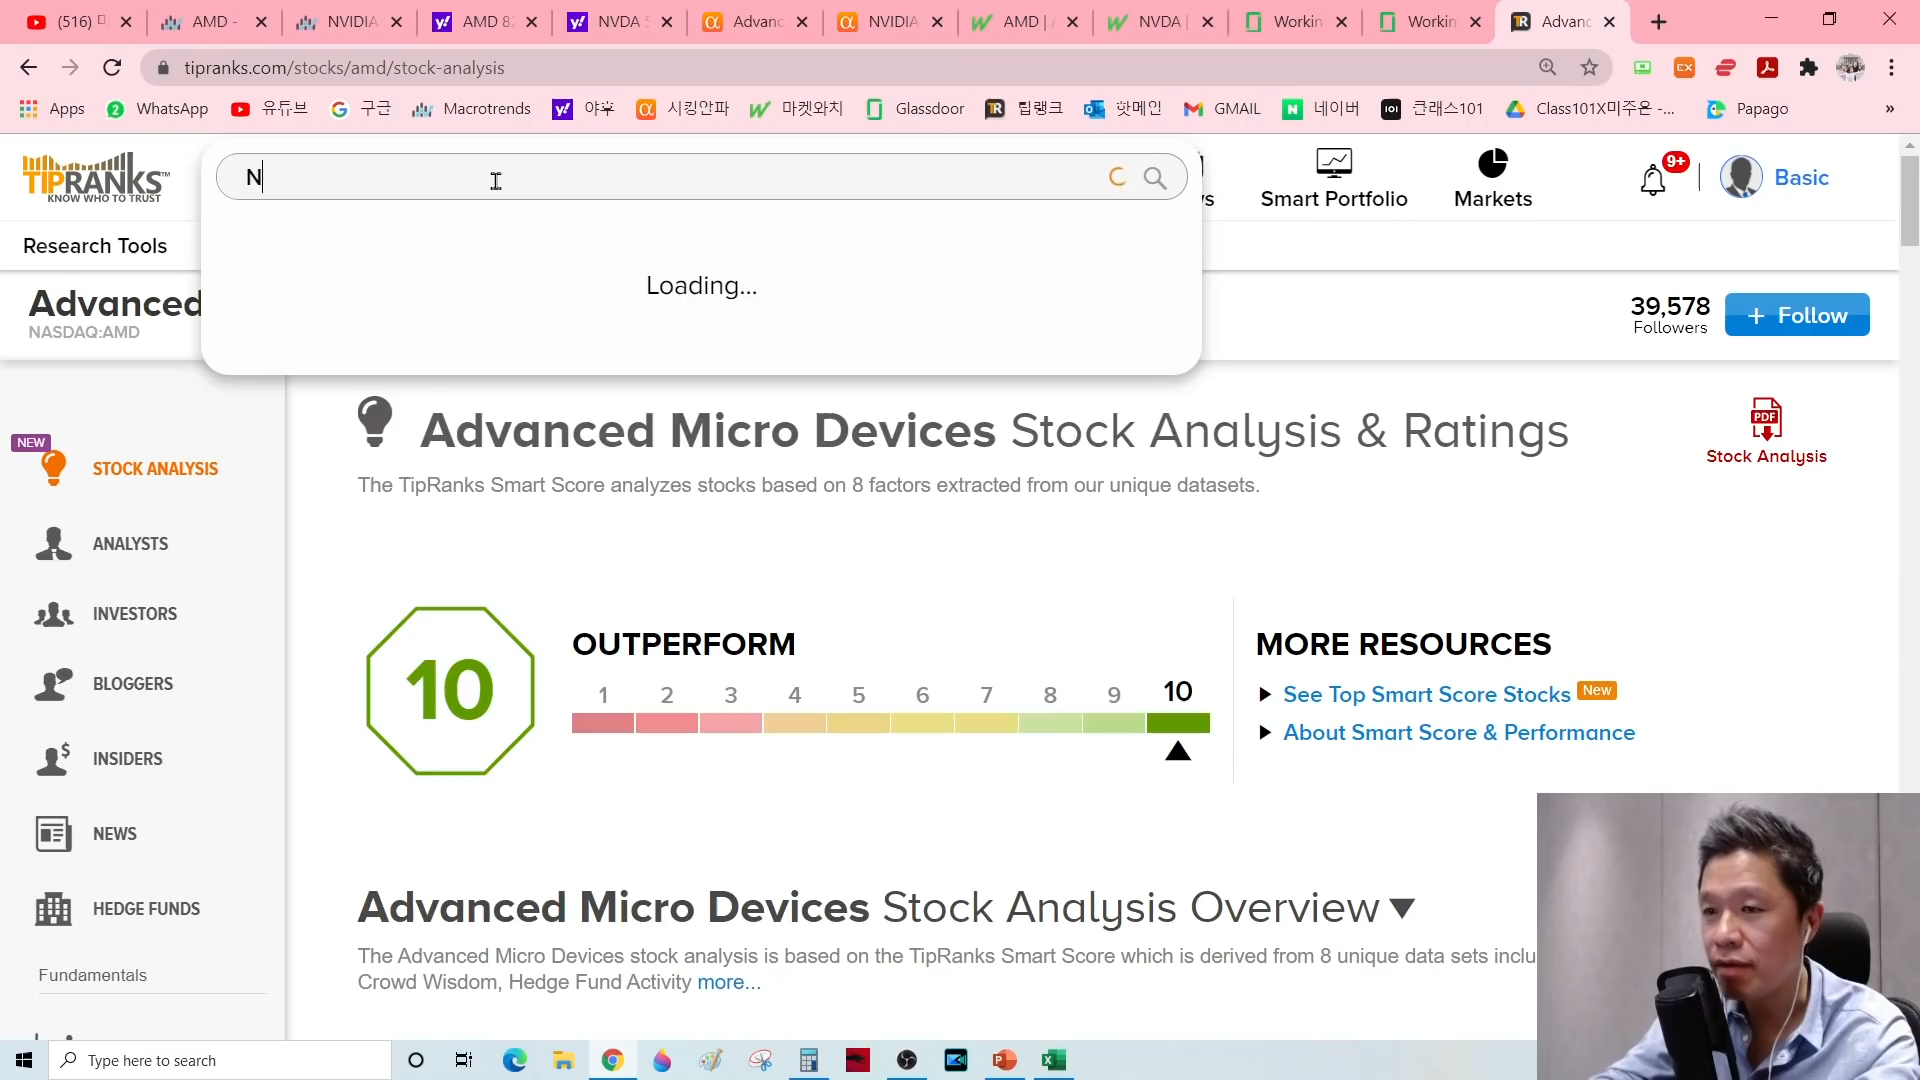 (516)
AMD -
NVIDIA
AMD 82
NVDA 5
Advanc
NVIDIA
AMD | A
NVDA |
Workin
Workin
Advanc
tipranks.com/stocks/amd/stock-analysis
Apps
WhatsApp
유튜브
구글
Macrotrends
야후
시킹알파
마켓와치
Glassdoor
팁랭크
핫메일
GMAIL
네이버
클래스101
Class101X미주은 -...
Papago
»
TIPRANKS
KNOW WHO TO TRUST
N
Smart Portfolio
Markets
9+
Basic
Research Tools
Loading...
Advanced
NASDAQ:AMD
39,578
Followers
+ Follow
Advanced Micro Devices Stock Analysis & Ratings
The TipRanks Smart Score analyzes stocks based on 8 factors extracted from our unique datasets.
PDF
Stock Analysis
NEW
STOCK ANALYSIS
ANALYSTS
INVESTORS
BLOGGERS
INSIDERS
NEWS
HEDGE FUNDS
Fundamentals
10
OUTPERFORM
1 2 3 4 5 6 7 8 9 10
MORE RESOURCES
See Top Smart Score Stocks New
About Smart Score & Performance
Advanced Micro Devices Stock Analysis Overview
The Advanced Micro Devices stock analysis is based on the TipRanks Smart Score which is derived from 8 unique data sets inclu
Crowd Wisdom, Hedge Fund Activity more...
Type here to search